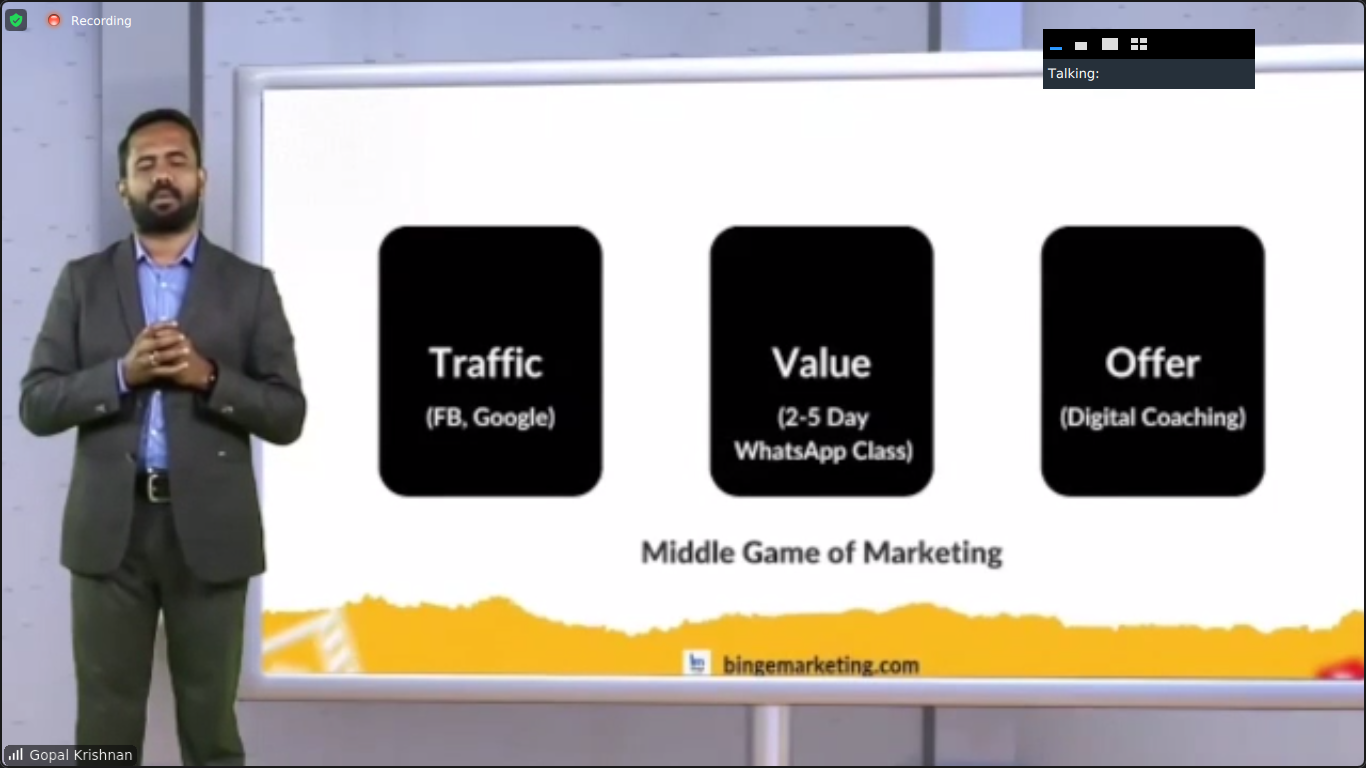 Recording
Talking:
Traffic
(FB, Google)
Value
(2-5 Day
WhatsApp Class)
Offer
(Digital Coaching)
Middle Game of Marketing
bingemarketing.com
Gopal Krishnan